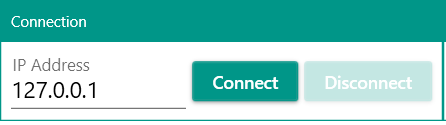 Connection
IP Address
127.0.0.1
Connect
Disconnect